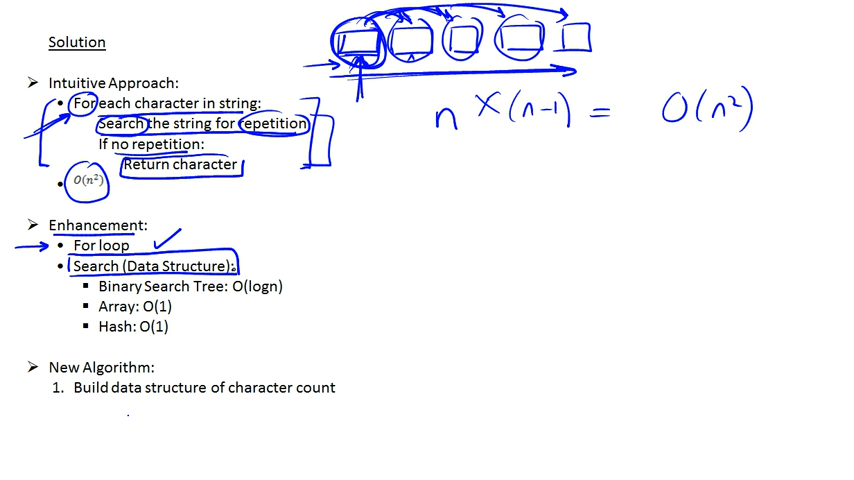 Solution
➢ Intuitive Approach:
• For each character in string:
Search the string for repetition
If no repetition:
Return character
• O(n²)
n × (n-1) = O(n²)
➢ Enhancement:
• For loop
• Search (Data Structure):
▪ Binary Search Tree: O(logn)
▪ Array: O(1)
▪ Hash: O(1)
➢ New Algorithm:
1. Build data structure of character count